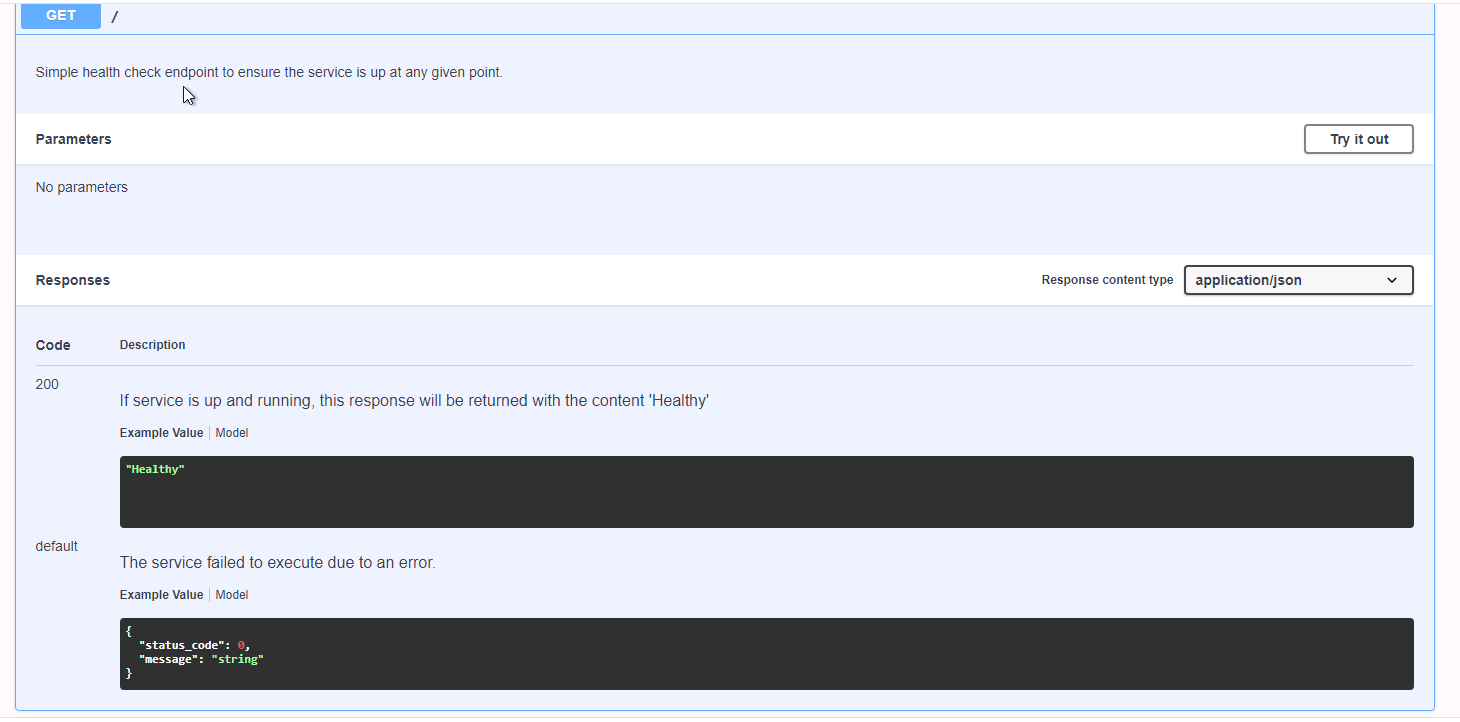 GET /
Simple health check endpoint to ensure the service is up at any given point.
Parameters Try it out
No parameters
Responses Response content type application/json
Code Description
200
If service is up and running, this response will be returned with the content 'Healthy'
Example Value Model
"Healthy"
default
The service failed to execute due to an error.
Example Value Model
{
"status_code": 0,
"message": "string"
}